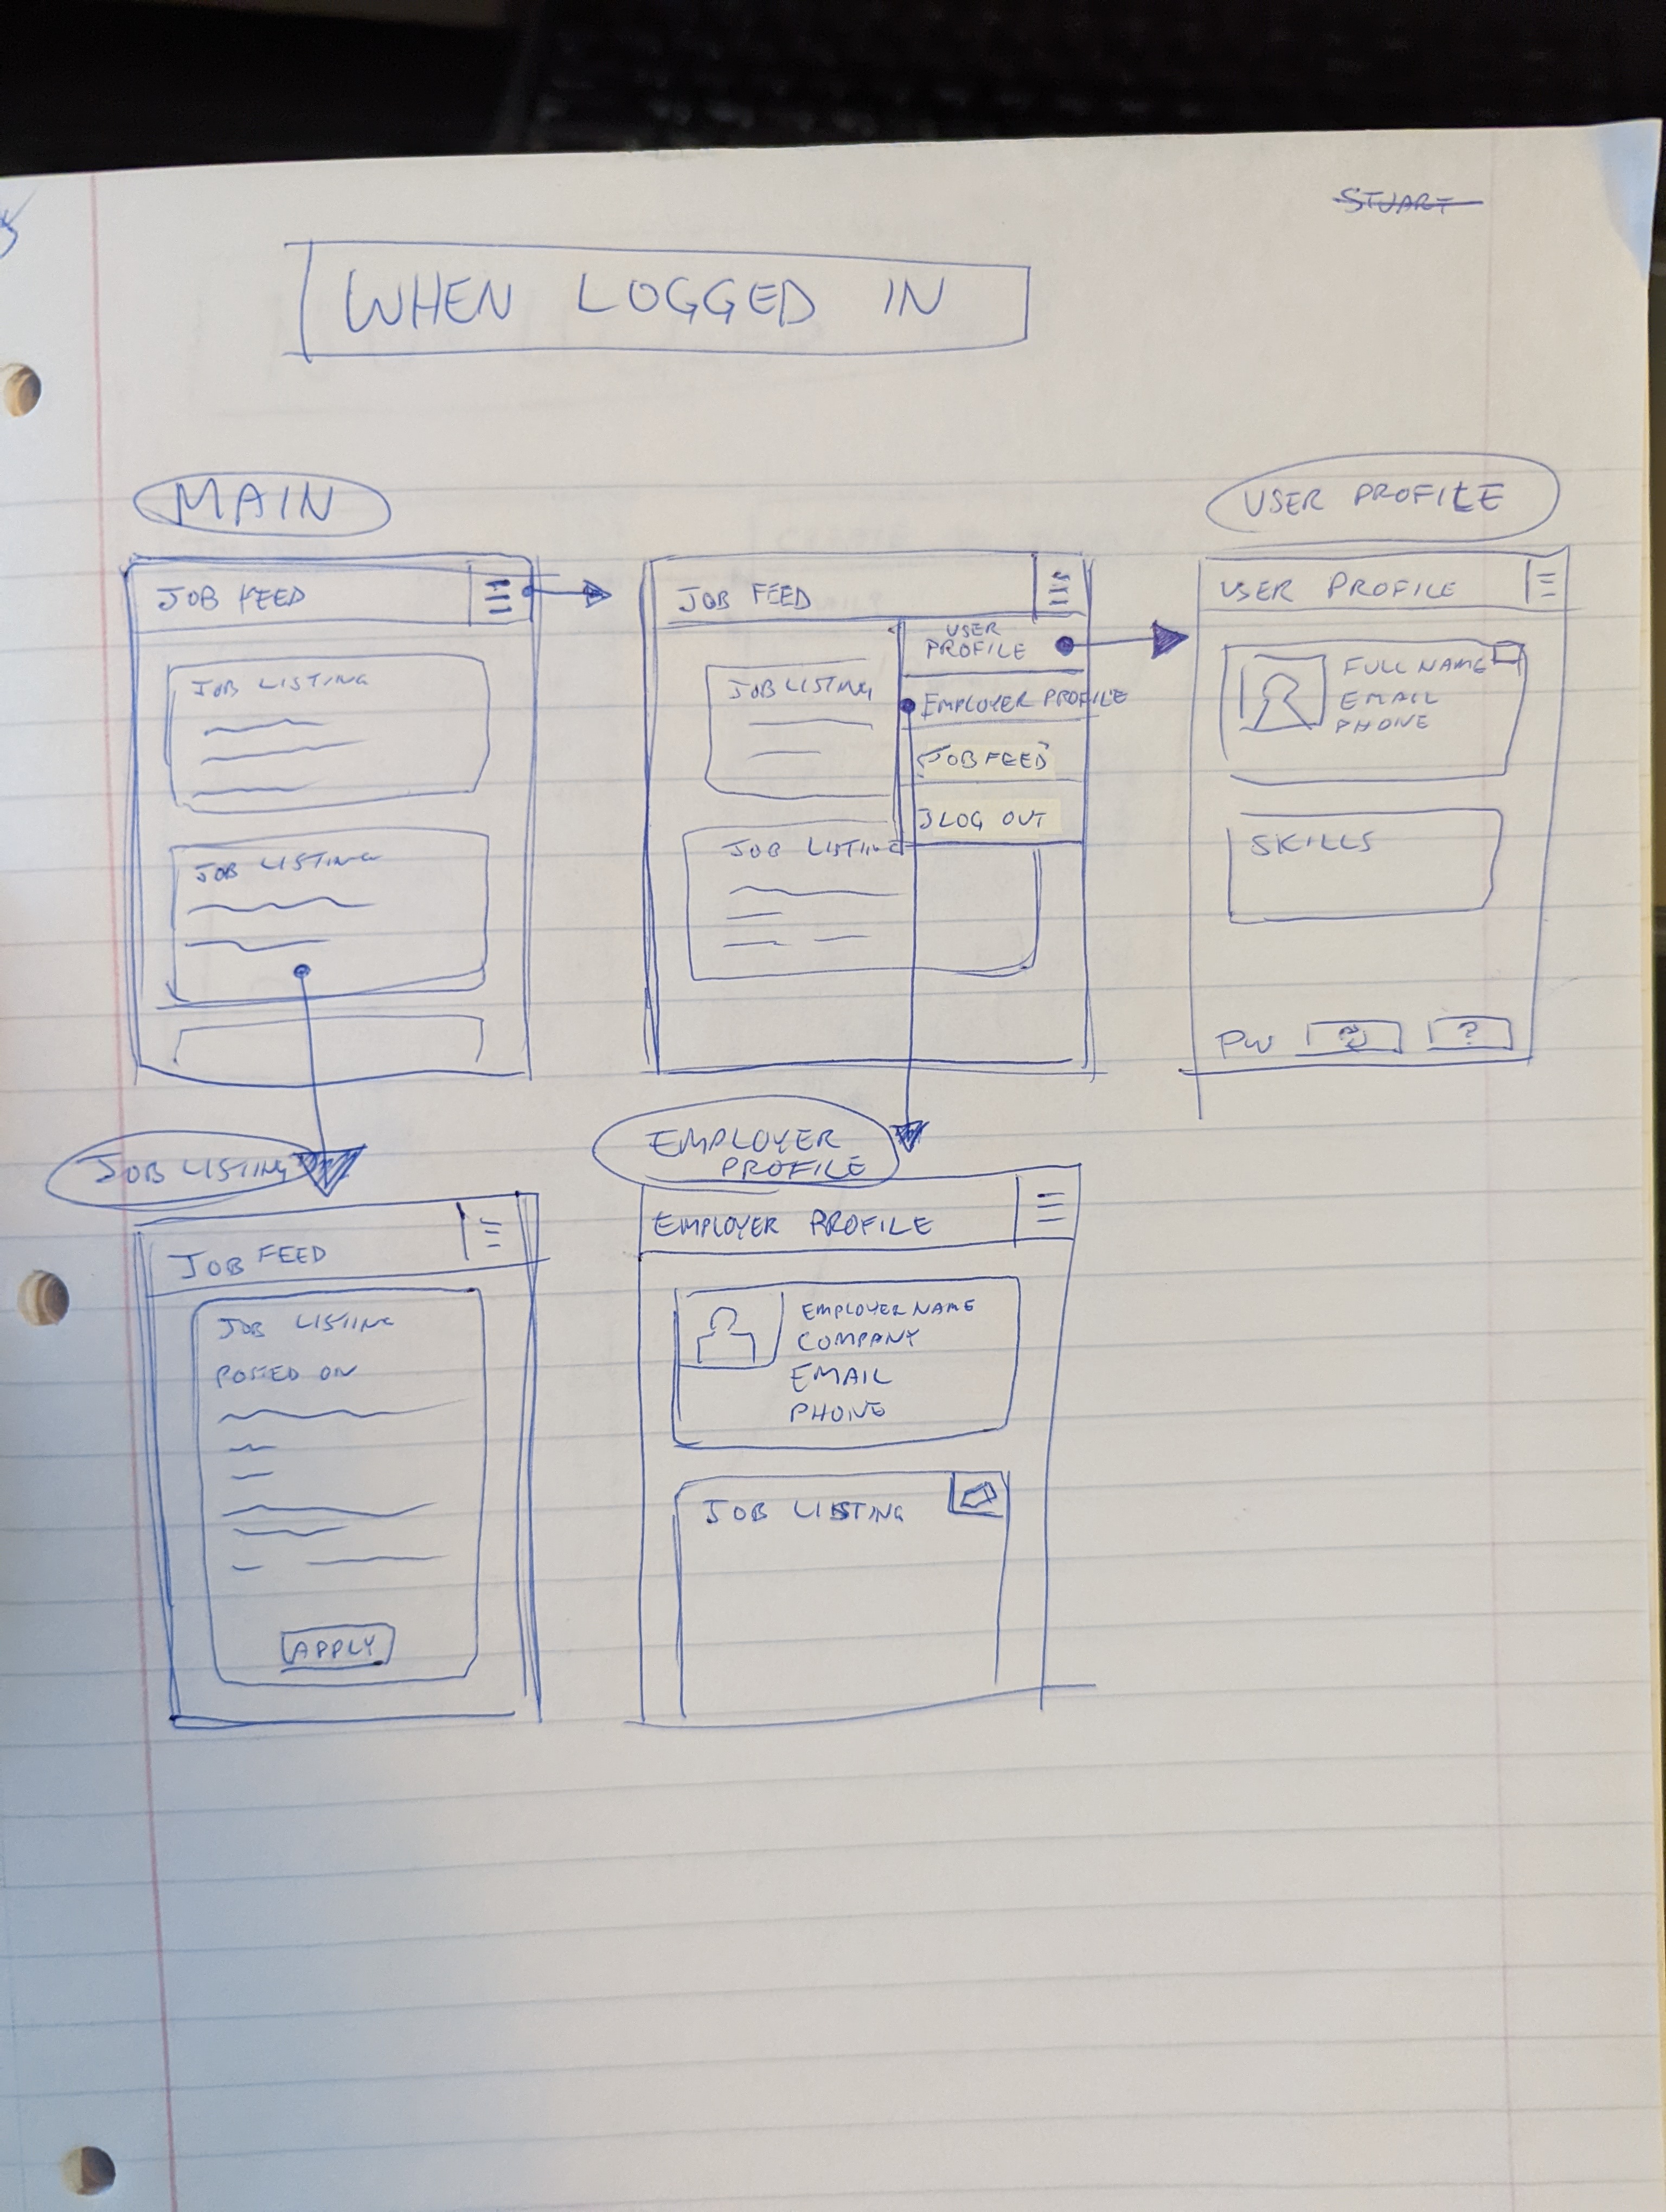 STUART
WHEN LOGGED IN
MAIN
JOB FEED
JOB LISTING
JOB LISTING
JOB FEED
USER
PROFILE
EMPLOYER PROFILE
JOB FEED
LOG OUT
JOB LISTING
JOB LISTING
USER PROFILE
USER PROFILE
FULL NAME
EMAIL
PHONE
SKILLS
PW
?
JOB LISTING
JOB FEED
JOB LISTING
POSTED ON
APPLY
EMPLOYER
PROFILE
EMPLOYER PROFILE
EMPLOYER NAME
COMPANY
EMAIL
PHONE
JOB LISTING